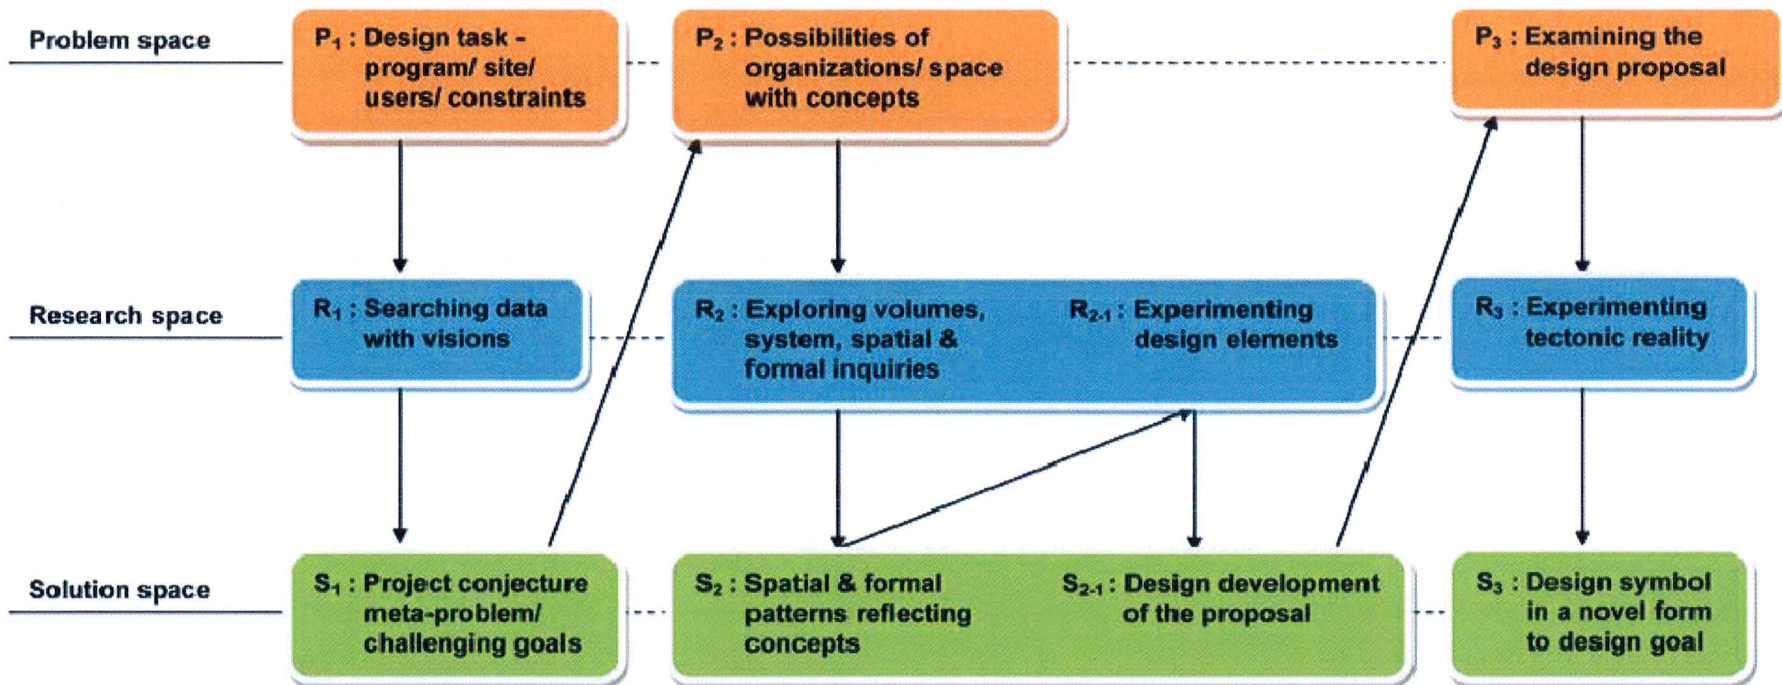 Problem space
P₁ : Design task -
program/ site/
users/ constraints
P₂ : Possibilities of
organizations/ space
with concepts
P₃ : Examining the
design proposal
Research space
R₁ : Searching data
with visions
R₂ : Exploring volumes,
system, spatial &
formal inquiries
R₂₋₁ : Experimenting
design elements
R₃ : Experimenting
tectonic reality
Solution space
S₁ : Project conjecture
meta-problem/
challenging goals
S₂ : Spatial & formal
patterns reflecting
concepts
S₂₋₁ : Design development
of the proposal
S₃ : Design symbol
in a novel form
to design goal